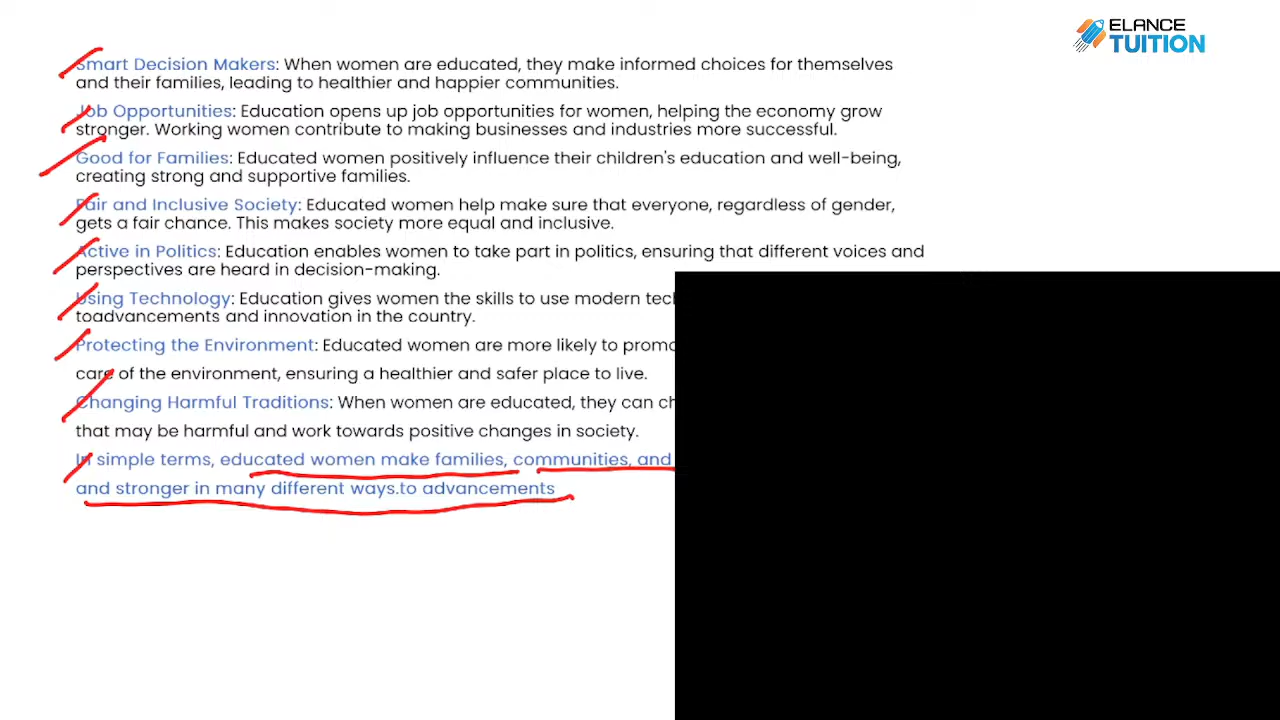 ELANCE
TUITION
Smart Decision Makers: When women are educated, they make informed choices for themselves
and their families, leading to healthier and happier communities.
Job Opportunities: Education opens up job opportunities for women, helping the economy grow
stronger. Working women contribute to making businesses and industries more successful.
Good for Families: Educated women positively influence their children's education and well-being,
creating strong and supportive families.
Fair and Inclusive Society: Educated women help make sure that everyone, regardless of gender,
gets a fair chance. This makes society more equal and inclusive.
Active in Politics: Education enables women to take part in politics, ensuring that different voices and
perspectives are heard in decision-making.
Using Technology: Education gives women the skills to use modern
toadvancements and innovation in the country.
Protecting the Environment: Educated women are more likely to
care of the environment, ensuring a healthier and safer place to live.
Changing Harmful Traditions: When women are educated, they can
that may be harmful and work towards positive changes in society.
In simple terms, educated women make families, communities, and
and stronger in many different ways.to advancements